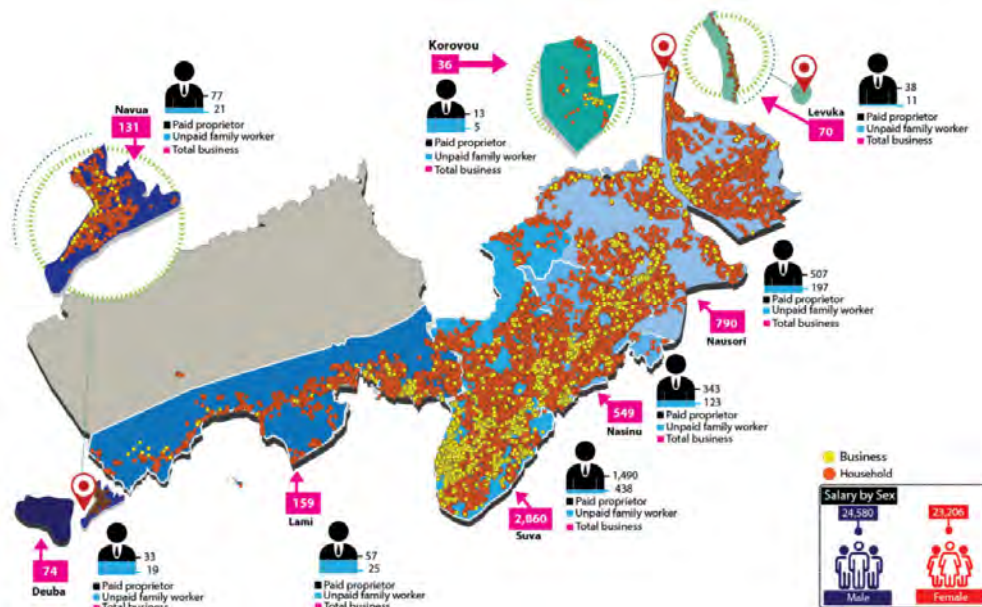 Korovou
36
13
5
Paid proprietor
Unpaid family worker
Total business
Levuka
70
38
11
Paid proprietor
Unpaid family worker
Total business
Navua
131
77
21
Paid proprietor
Unpaid family worker
Total business
507
197
Paid proprietor
Unpaid family worker
Total business
790
Nausori
343
123
Paid proprietor
Unpaid family worker
Total business
549
Nasinu
1,490
438
Paid proprietor
Unpaid family worker
Total business
2,860
Suva
159
Lami
57
25
Paid proprietor
Unpaid family worker
Total business
74
Deuba
33
19
Paid proprietor
Unpaid family worker
Total business
Business
Household
Salary by Sex
24,580
23,206
Male
Female